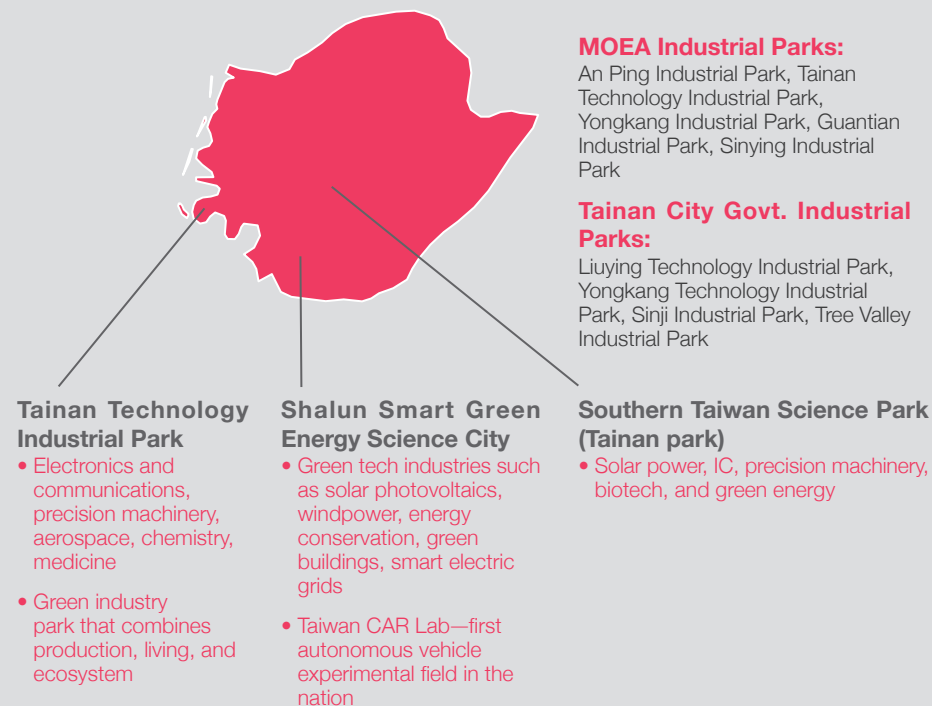 MOEA Industrial Parks:
An Ping Industrial Park, Tainan
Technology Industrial Park,
Yongkang Industrial Park, Guantian
Industrial Park, Sinying Industrial
Park
Tainan City Govt. Industrial
Parks:
Liuying Technology Industrial Park,
Yongkang Technology Industrial
Park, Sinji Industrial Park, Tree Valley
Industrial Park
Tainan Technology
Industrial Park
• Electronics and
communications,
precision machinery,
aerospace, chemistry,
medicine
• Green industry
park that combines
production, living, and
ecosystem
Shalun Smart Green
Energy Science City
• Green tech industries such
as solar photovoltaics,
windpower, energy
conservation, green
buildings, smart electric
grids
• Taiwan CAR Lab—first
autonomous vehicle
experimental field in the
nation
Southern Taiwan Science Park
(Tainan park)
• Solar power, IC, precision machinery,
biotech, and green energy